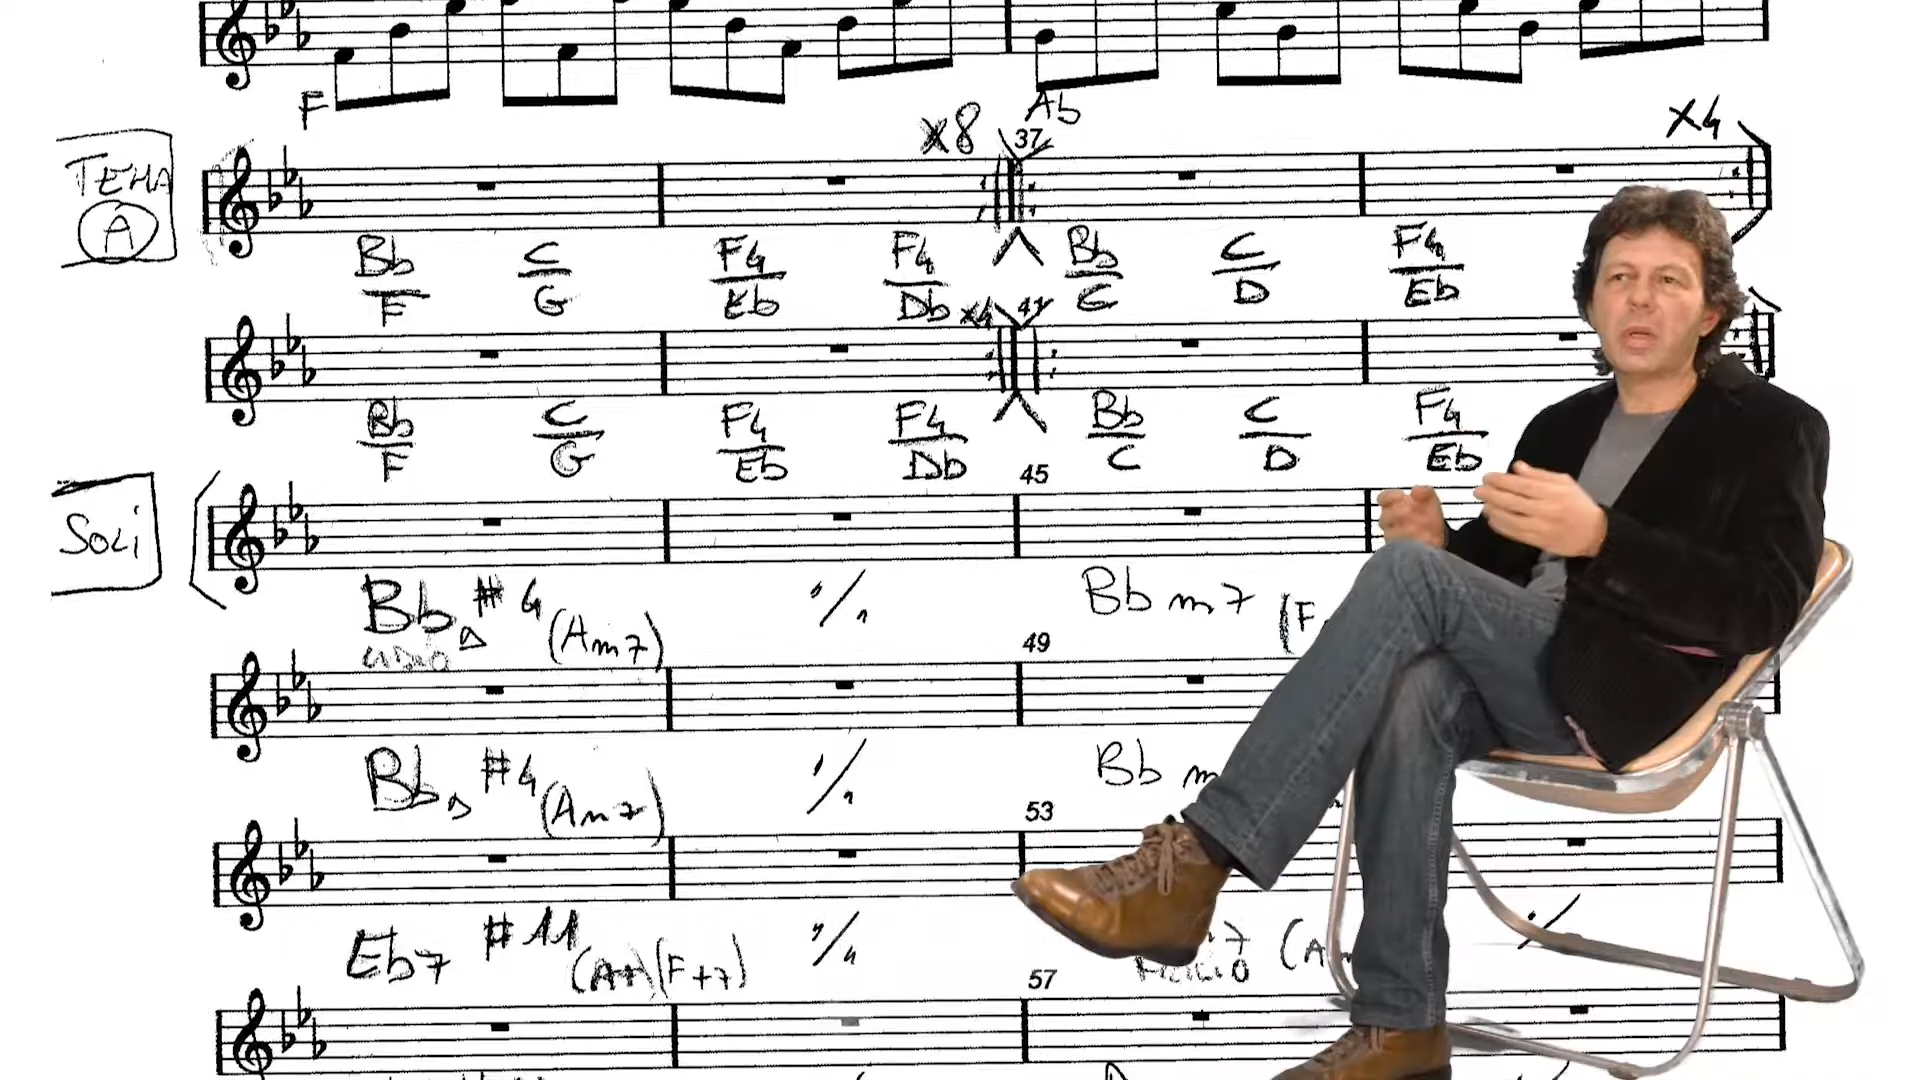 F
x8 37 Ab x4
TEMA
A
Bb/F C/G F4/Eb F4/Db Bb/C C/D F4/Eb
x4 41
Bb/F C/G F4/Eb F4/Db Bb/C C/D F4/Eb
45
SOLI
Bb #4 (Am7) ٪ Bb m7 (F
49
Bb #4 (Am7) ٪ Bb m
53
Eb7 #11 (A+) (F+7) ٪ 7 (A
57